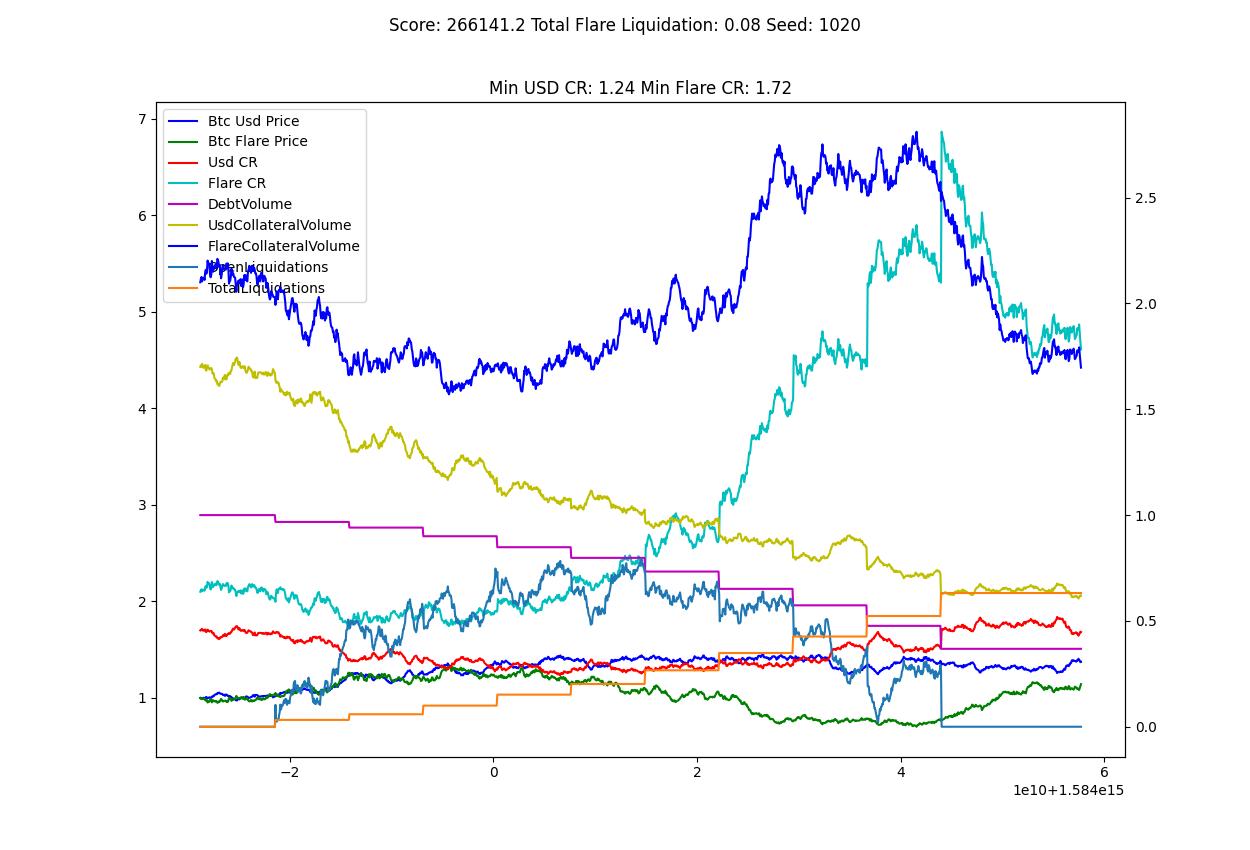 Score: 266141.2 Total Flare Liquidation: 0.08 Seed: 1020
Min USD CR: 1.24 Min Flare CR: 1.72
Btc Usd Price
Btc Flare Price
Usd CR
Flare CR
DebtVolume
UsdCollateralVolume
FlareCollateralVolume
OpenLiquidations
TotalLiquidations
7
6
5
4
3
2
1
2.5
2.0
1.5
1.0
0.5
0.0
−2
0
2
4
6
1e10+1.584e15